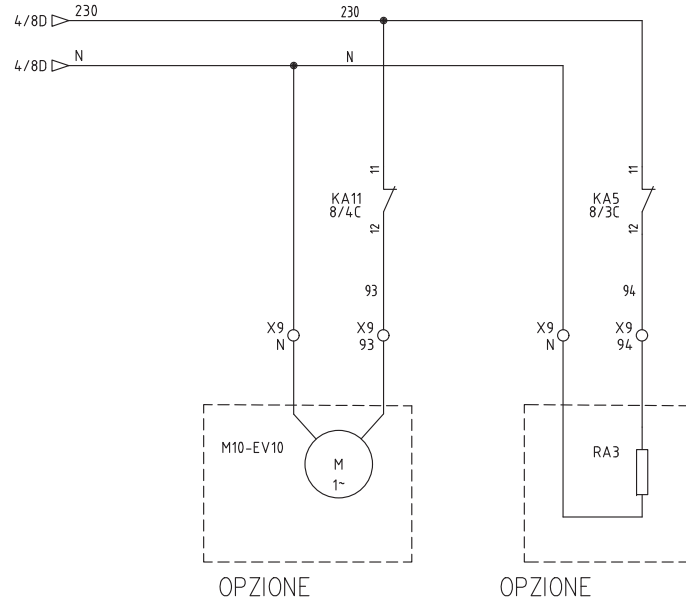 4/8D 230 230
4/8D N N
11 11
KA11 KA5
8/4C 8/3C
12 12
93 94
X9 X9 X9 X9
N 93 N 94
M10-EV10 RA3
M
1~
OPZIONE OPZIONE